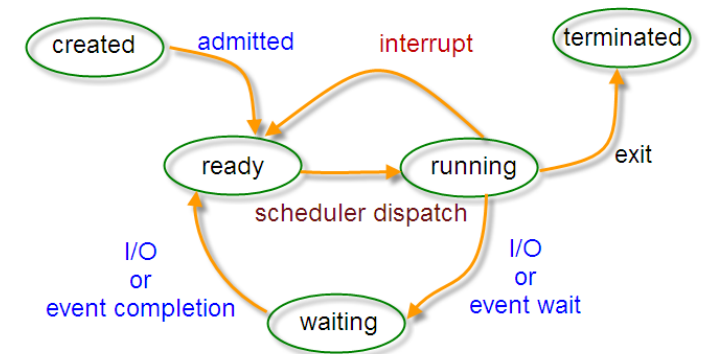 created
admitted
interrupt
terminated
ready
running
exit
scheduler dispatch
I/O
or
event completion
I/O
or
event wait
waiting